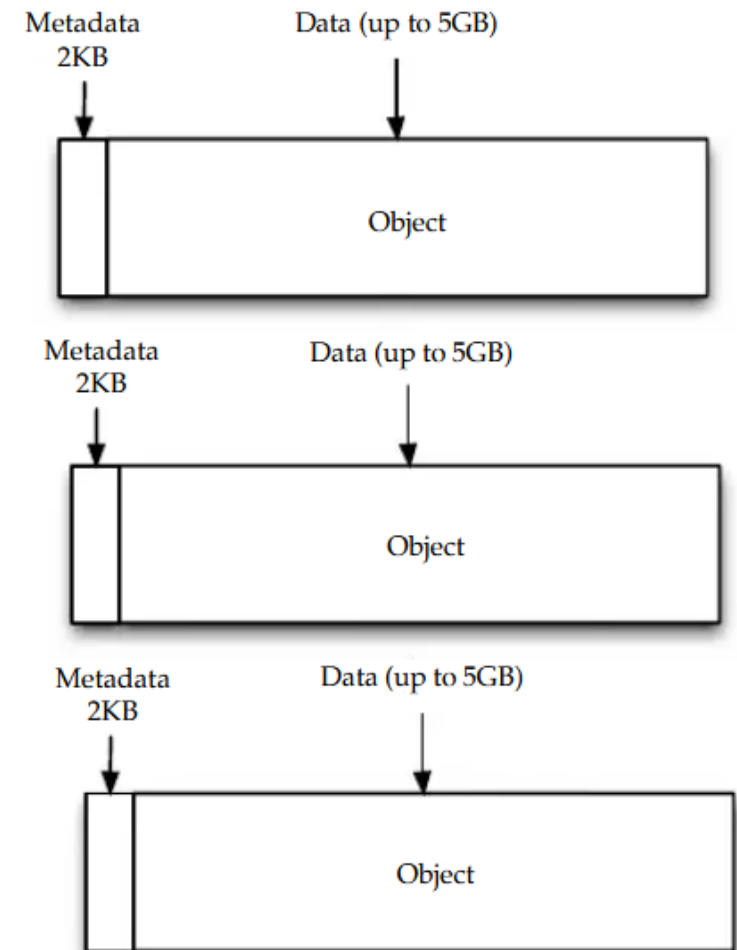 Metadata
2KB
Data (up to 5GB)
Object
Metadata
2KB
Data (up to 5GB)
Object
Metadata
2KB
Data (up to 5GB)
Object